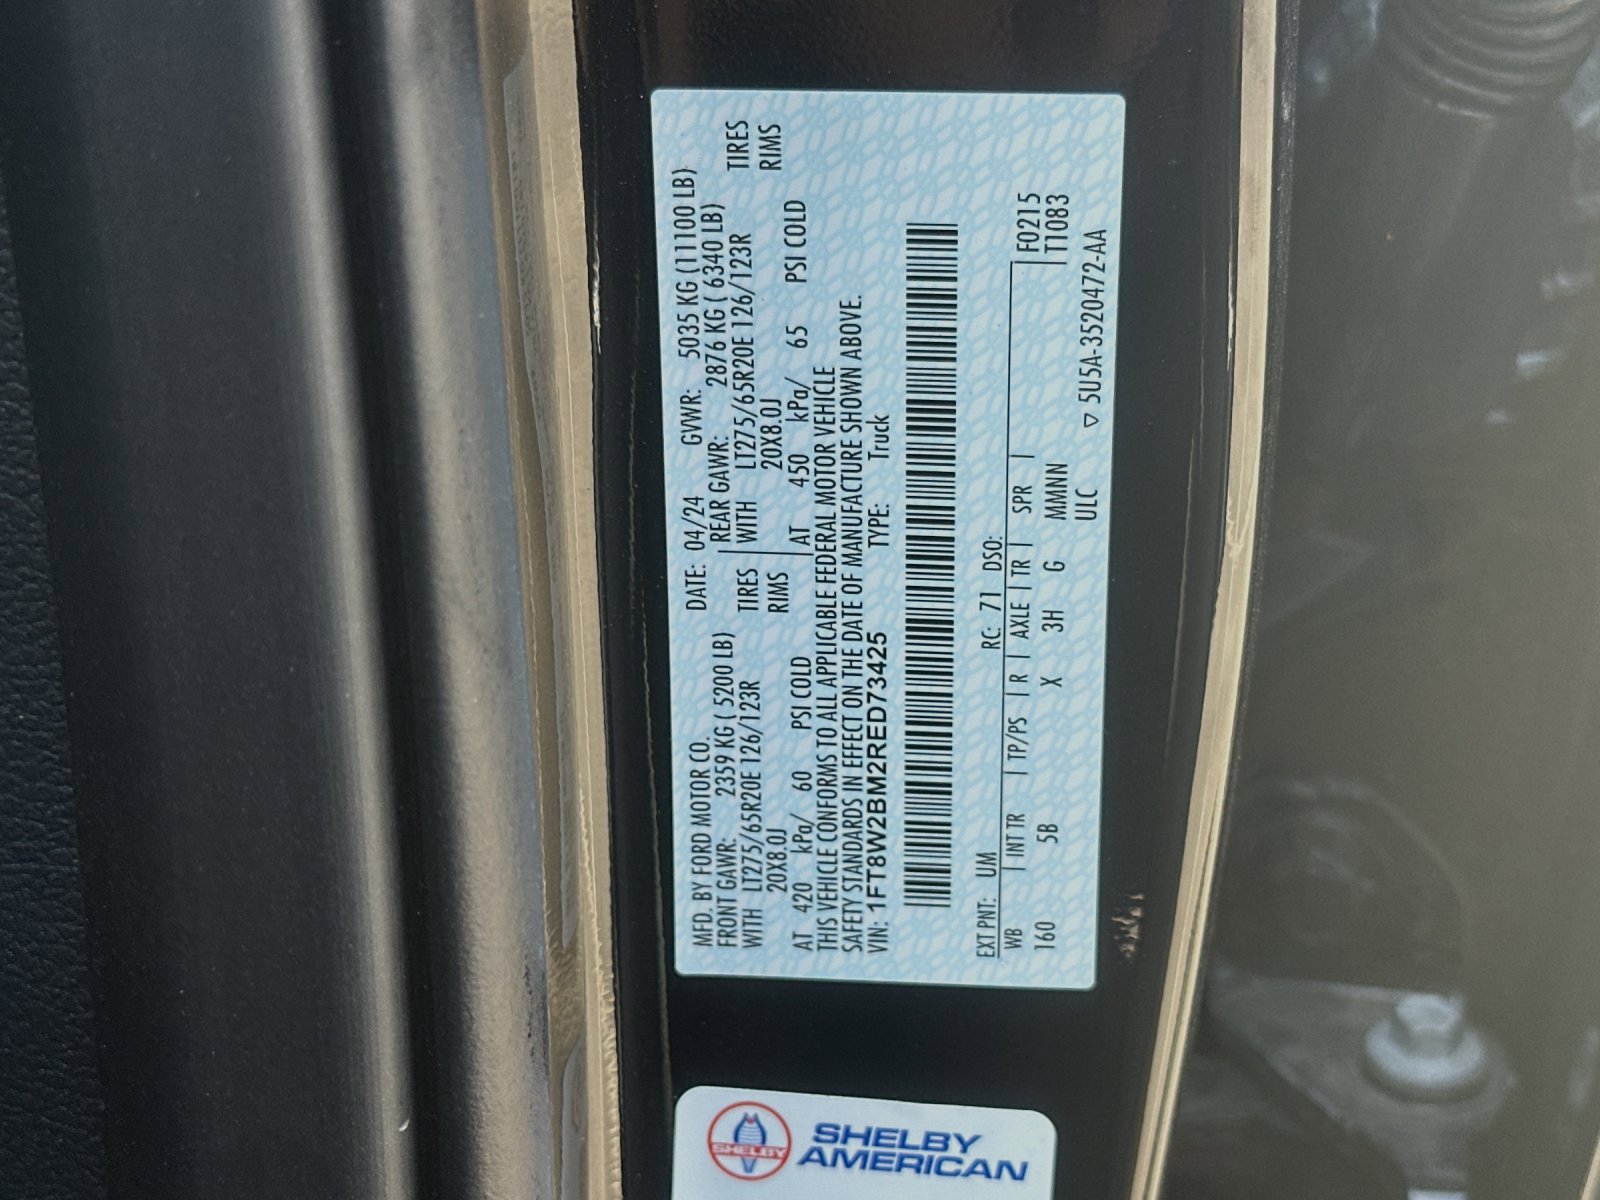 MFD. BY FORD MOTOR CO.
DATE: 04/24 GVWR: 5035 KG (11100 LB)
FRONT GAWR: 2359 KG ( 5200 LB)
REAR GAWR: 2876 KG ( 6340 LB)
WITH LT275/65R20E 126/123R TIRES
WITH LT275/65R20E 126/123R TIRES
20X8.0J RIMS
20X8.0J RIMS
AT 420 kPa/ 60 PSI COLD
AT 450 kPa/ 65 PSI COLD
THIS VEHICLE CONFORMS TO ALL APPLICABLE FEDERAL MOTOR VEHICLE
SAFETY STANDARDS IN EFFECT ON THE DATE OF MANUFACTURE SHOWN ABOVE.
VIN: 1FT8W2BM2RED73425 TYPE: Truck
EXT PNT: UM RC: 71 DSO:
WB | INT TR | TP/PS | R | AXLE | TR | SPR | F0215
160 5B X 3H G MMNN T1083
ULC ▽ 5U5A-3520472-AA
SHELBY
SHELBY
AMERICAN